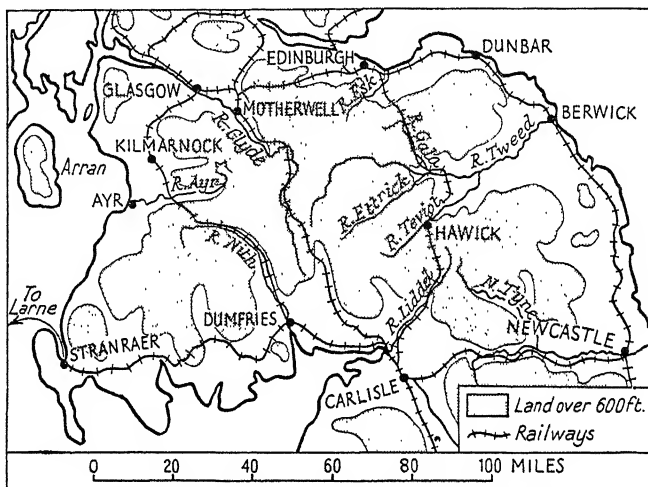 EDINBURGH
DUNBAR
R. Esk
GLASGOW
MOTHERWELL
BERWICK
R. Clyde
R. Gala
R. Tweed
KILMARNOCK
Arran
R. Ayr
R. Ettrick
AYR
R. Teviot
HAWICK
R. Nith
To
Larne
R. Liddel
N. Tyne
DUMFRIES
NEWCASTLE
STRANRAER
CARLISLE
Land over 600ft.
Railways
0 20 40 60 80 100 MILES